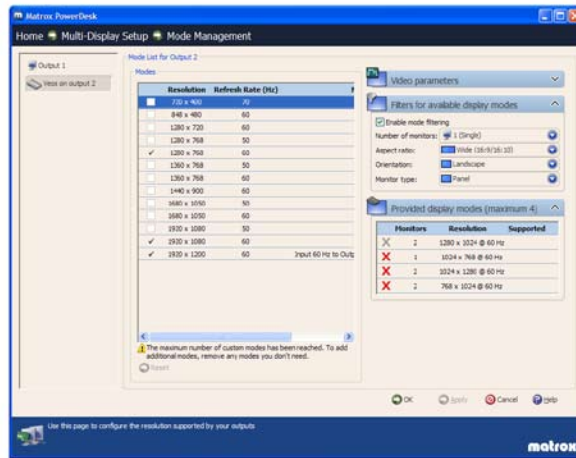 Matrox PowerDesk
Home Multi-Display Setup Mode Management
Output 1
Vess on output 2
Mode List for Output 2
Modes
Resolution Refresh Rate (Hz)
720 x 400 70
848 x 480 60
1280 x 720 60
1280 x 768 50
1280 x 768 60
1360 x 768 50
1360 x 768 60
1440 x 900 60
1680 x 1050 50
1680 x 1050 60
1920 x 1080 50
1920 x 1080 60
1920 x 1200 60 Input 60 Hz to Outp
The maximum number of custom modes has been reached. To add
additional modes, remove any modes you don't need.
Reset
Video parameters
Filters for available display modes
Enable mode filtering
Number of monitors: 1 (Single)
Aspect ratio: Wide (16:9/16:10)
Orientation: Landscape
Monitor type: Panel
Provided display modes (maximum 4)
Monitors Resolution Supported
2 1280 x 1024 @ 60 Hz
1 1024 x 768 @ 60 Hz
2 1024 x 1280 @ 60 Hz
2 768 x 1024 @ 60 Hz
OK Apply Cancel Help
Use this page to configure the resolution supported by your outputs
matrox